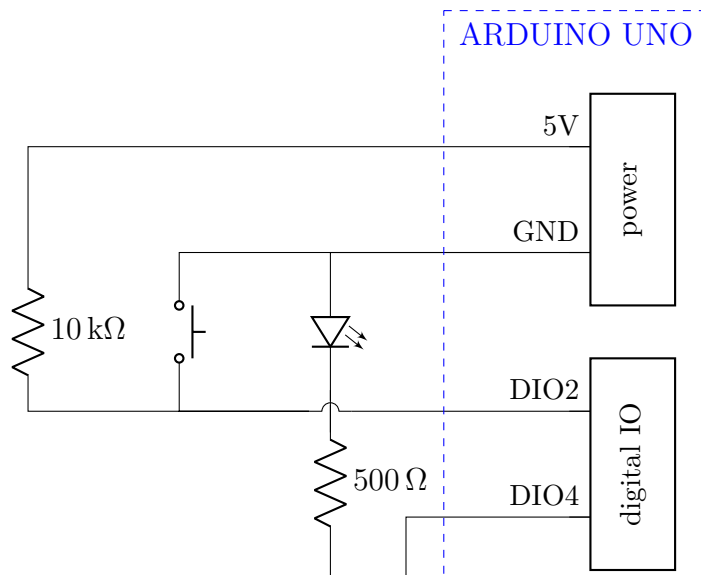 ARDUINO UNO
5V
power
GND
10 kΩ
DIO2
digital IO
500 Ω
DIO4